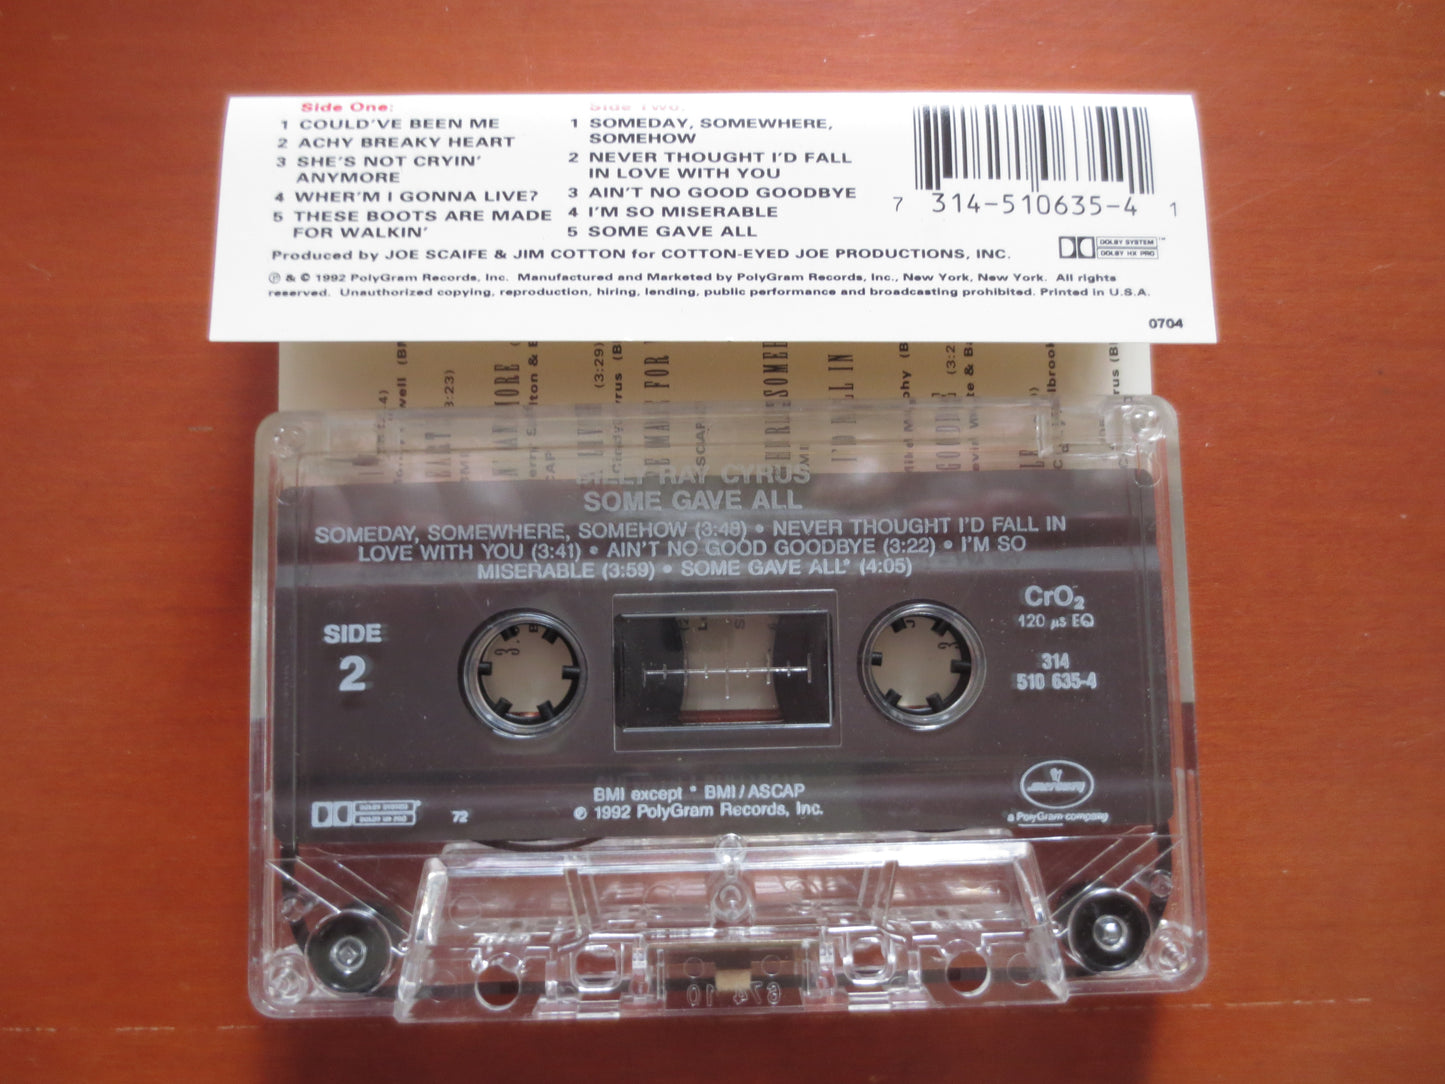 Side One:
1 COULD'VE BEEN ME
2 ACHY BREAKY HEART
3 SHE'S NOT CRYIN'
ANYMORE
4 WHER'M I GONNA LIVE?
5 THESE BOOTS ARE MADE
FOR WALKIN'
Side Two:
1 SOMEDAY, SOMEWHERE,
SOMEHOW
2 NEVER THOUGHT I'D FALL
IN LOVE WITH YOU
3 AIN'T NO GOOD GOODBYE
4 I'M SO MISERABLE
5 SOME GAVE ALL
7 314-510635-4 1
DOLBY SYSTEM
DOLBY HX PRO
™
Produced by JOE SCAIFE & JIM COTTON for COTTON-EYED JOE PRODUCTIONS, INC.
℗ & © 1992 PolyGram Records, Inc. Manufactured and Marketed by PolyGram Records, Inc., New York, New York. All rights
reserved. Unauthorized copying, reproduction, hiring, lending, public performance and broadcasting prohibited. Printed in U.S.A.
0704
BILLY RAY CYRUS
SOME GAVE ALL
SOMEDAY, SOMEWHERE, SOMEHOW (3:48) • NEVER THOUGHT I'D FALL IN
LOVE WITH YOU (3:41) • AIN'T NO GOOD GOODBYE (3:22) • I'M SO
MISERABLE (3:59) • SOME GAVE ALL* (4:05)
SIDE
2
CrO2
120 µs EQ
314
510 635-4
BMI except * BMI/ASCAP
℗ 1992 PolyGram Records, Inc.
72
mercury
a PolyGram company
674 10